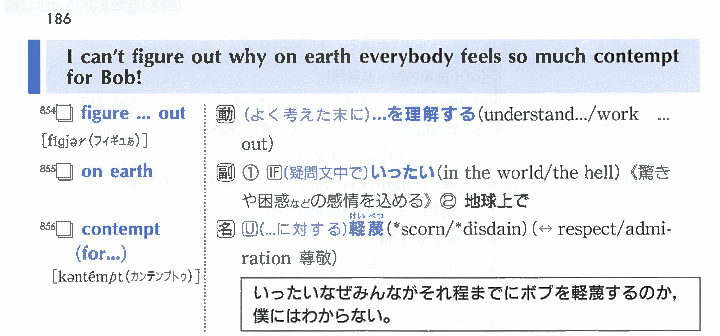 186
I can't figure out why on earth everybody feels so much contempt
for Bob!
854□ figure ... out 動 (よく考えた末に)…を理解する(understand.../work ...
[fígjər(フィギュぁ)] out)
855□ on earth 副 ① IF(疑問文中で)いったい(in the world/the hell)《驚き
や困惑などの感情を込める》② 地球上で
856□ contempt 名 U(…に対する)軽蔑(*scorn/*disdain)(↔ respect/admi-
けいべつ
(for...) ration 尊敬)
[kəntémpt(カンテンプトゥ)]
いったいなぜみんながそれ程までにボブを軽蔑するのか，
僕にはわからない。